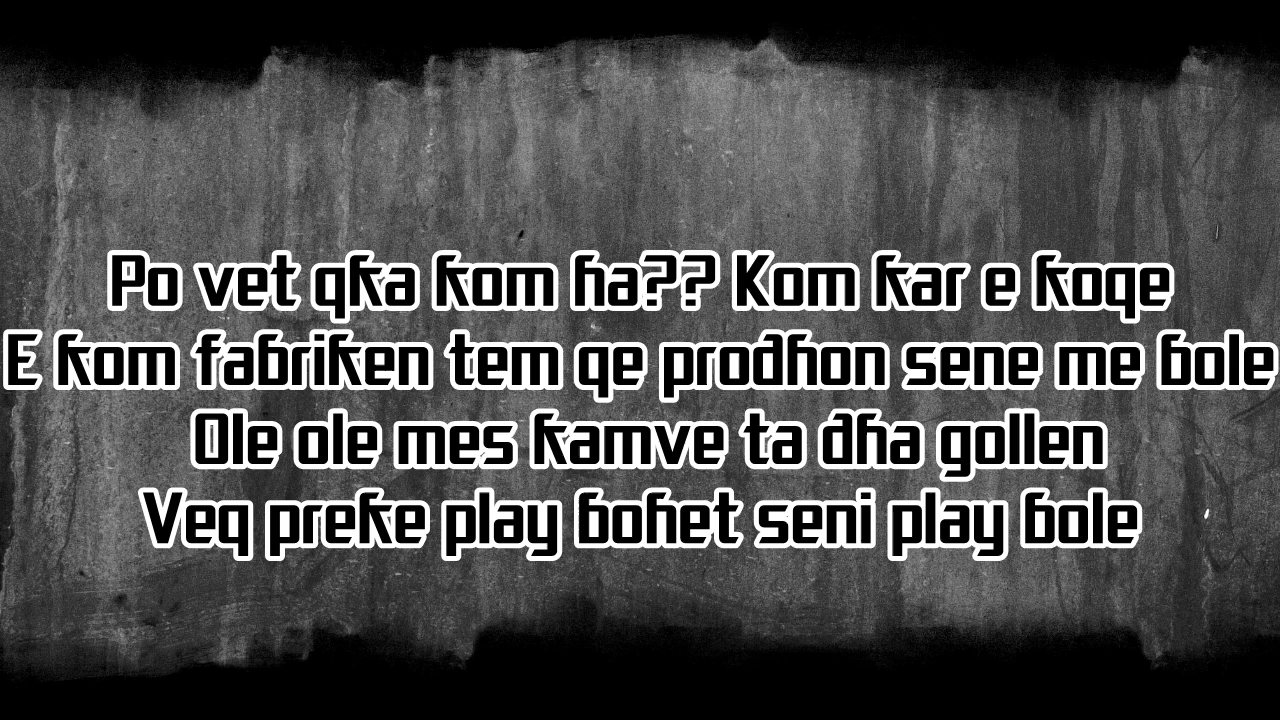 Po vet qka kom ha?? Kom kar e koqe
E kom fabriken tem qe prodhon sene me bole
Ole ole mes kamve ta dha gollen
Veq preke play bohet seni play bole